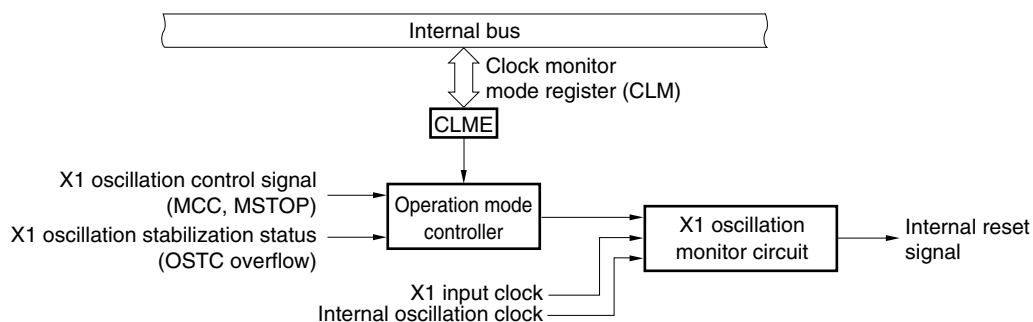 Internal bus
Clock monitor
mode register (CLM)
CLME
X1 oscillation control signal
(MCC, MSTOP)
X1 oscillation stabilization status
(OSTC overflow)
Operation mode
controller
X1 oscillation
monitor circuit
Internal reset
signal
X1 input clock
Internal oscillation clock